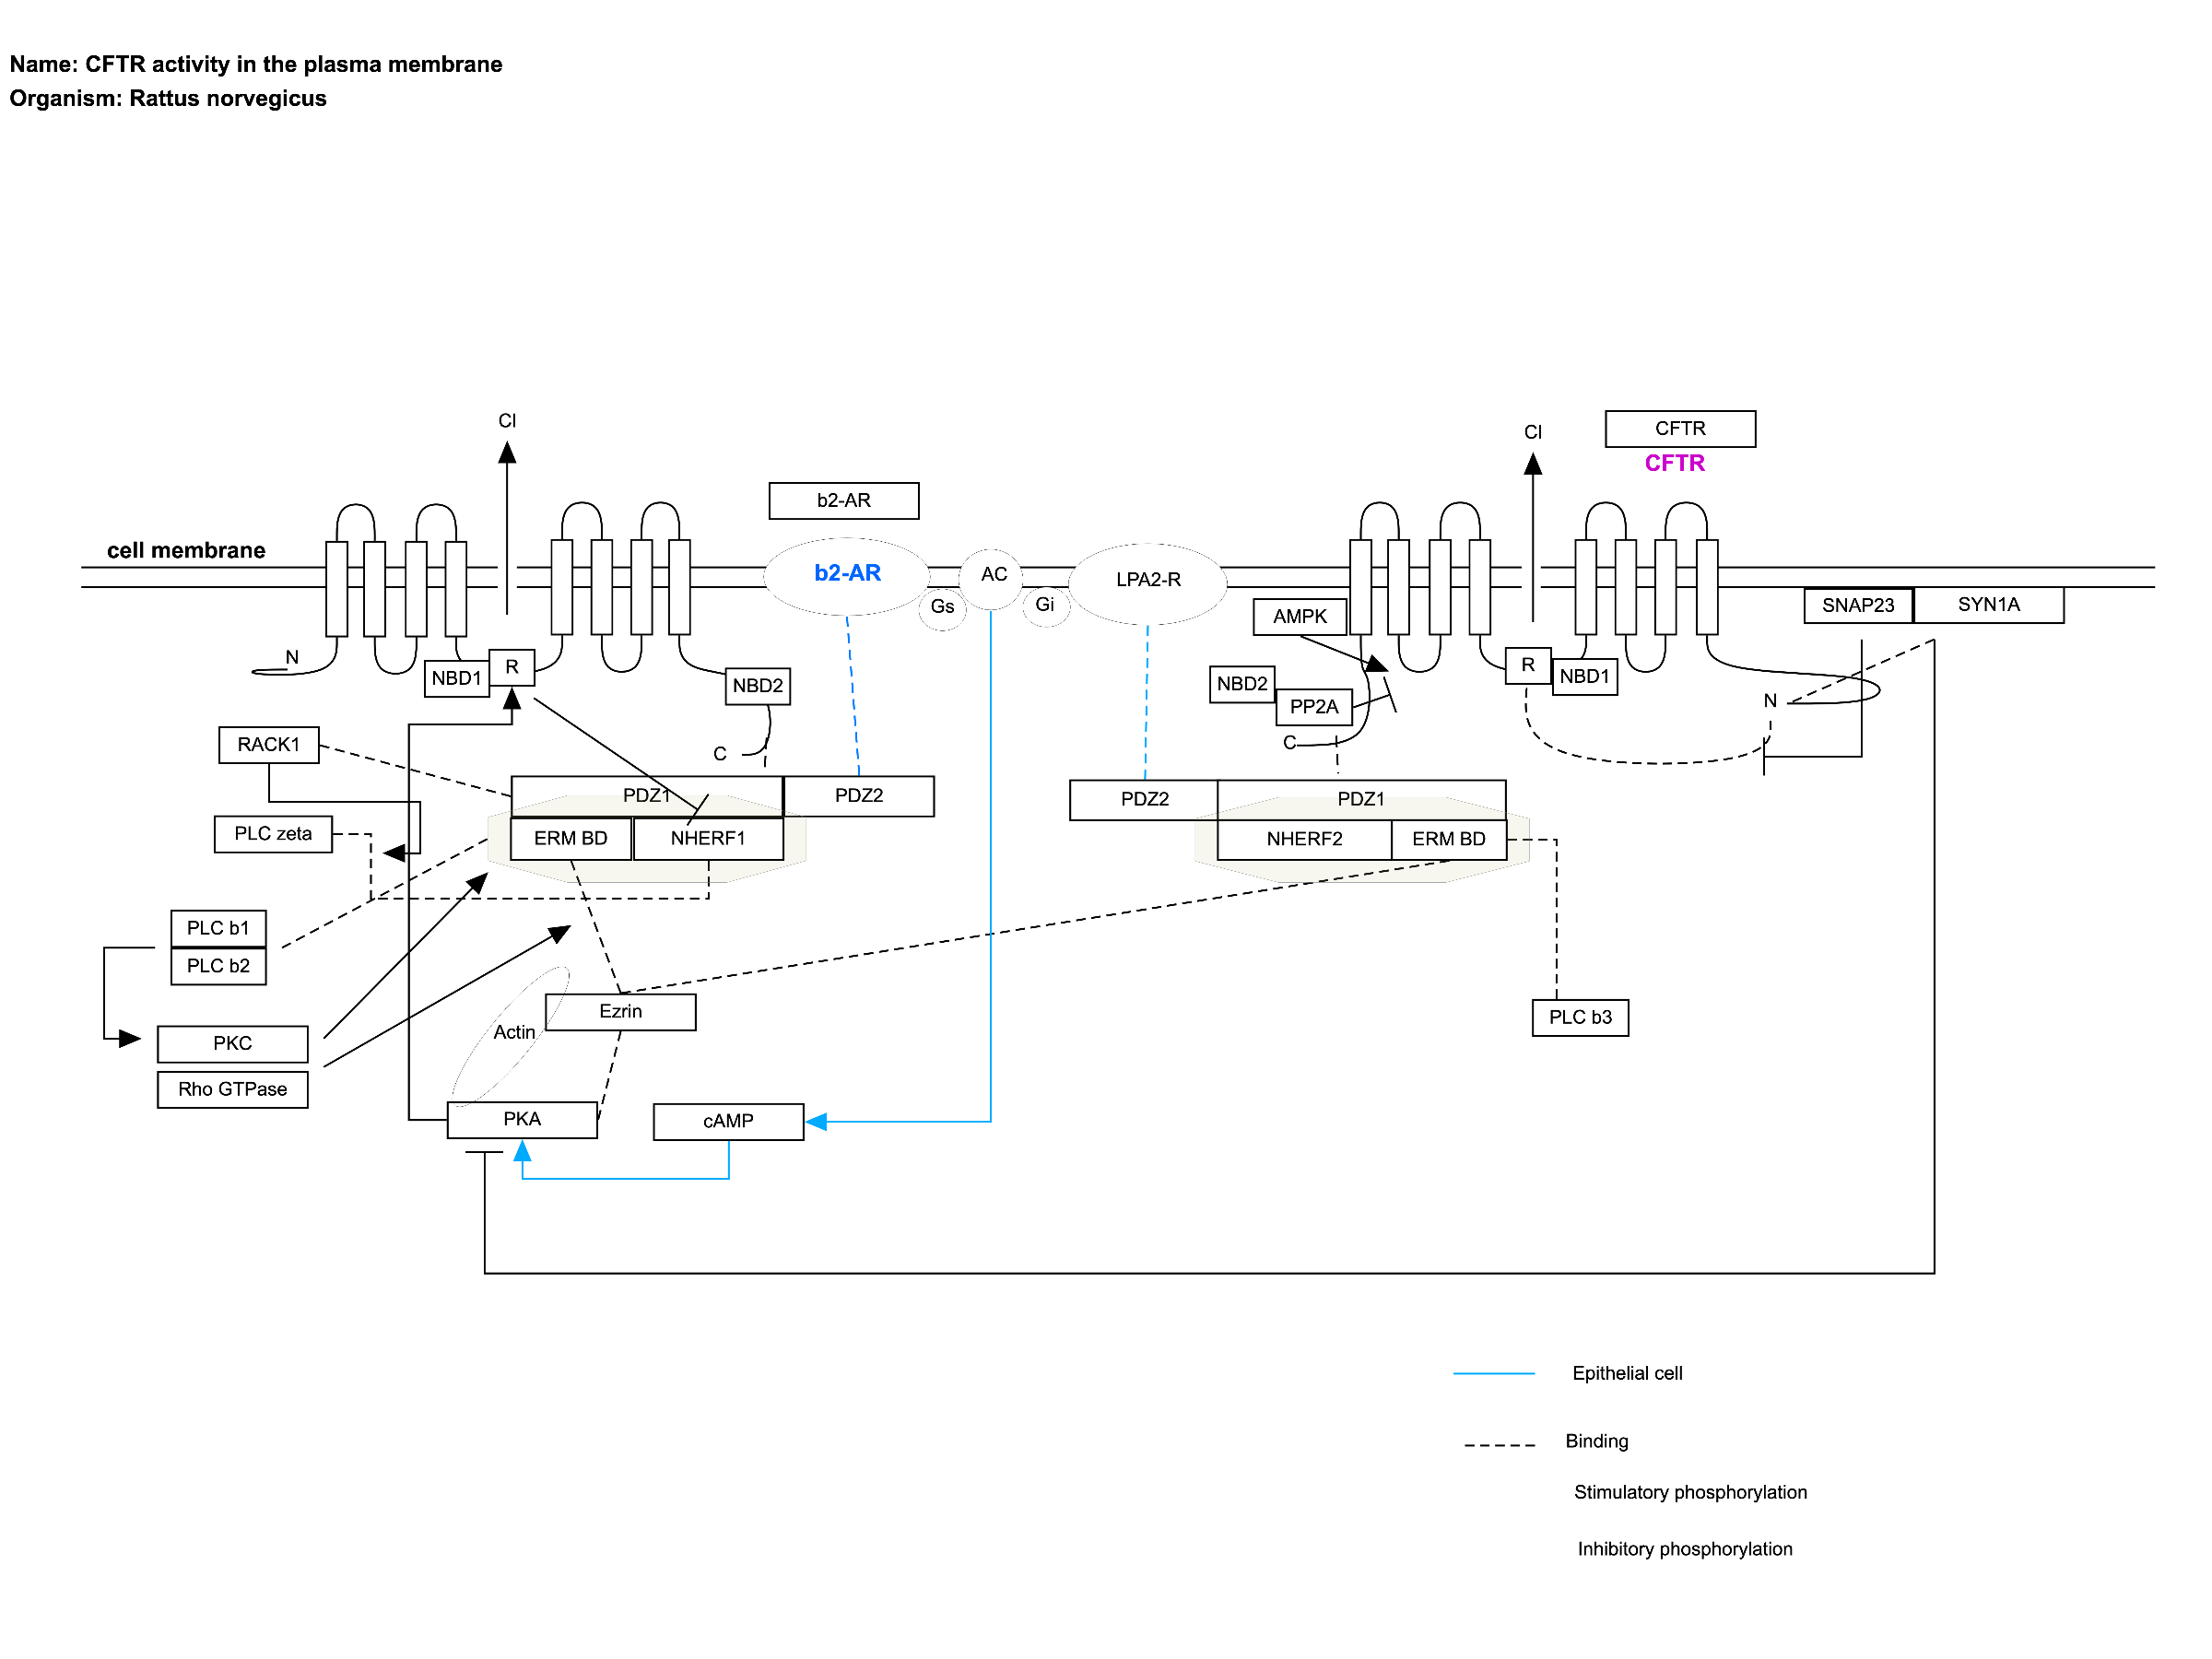 Name: CFTR activity in the plasma membrane
Organism: Rattus norvegicus
Cl
Cl
CFTR
CFTR
b2-AR
cell membrane
b2-AR
AC
LPA2-R
Gs
Gi
AMPK
SNAP23
SYN1A
N
NBD1
R
NBD2
NBD2
PP2A
R
NBD1
N
RACK1
C
C
PDZ1
PDZ2
PDZ2
PDZ1
PLC zeta
ERM BD
NHERF1
NHERF2
ERM BD
PLC b1
PLC b2
Ezrin
Actin
PLC b3
PKC
Rho GTPase
PKA
cAMP
Epithelial cell
Binding
Stimulatory phosphorylation
Inhibitory phosphorylation